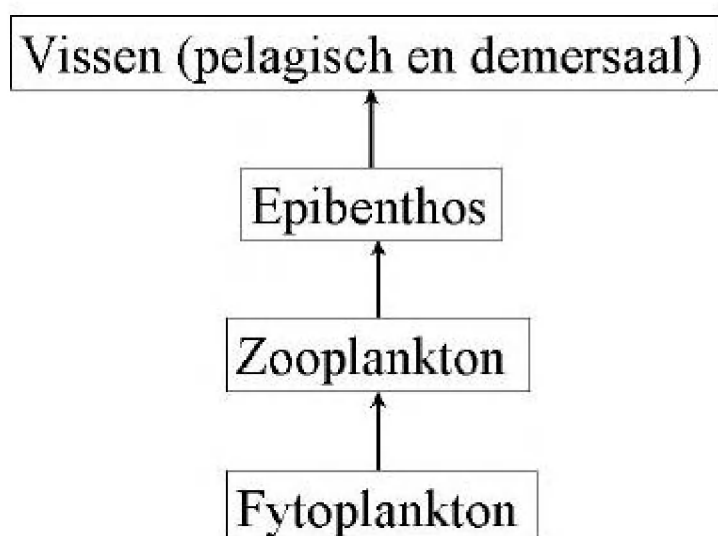 Vissen (pelagisch en demersaal)
Epibenthos
Zooplankton
Fytoplankton